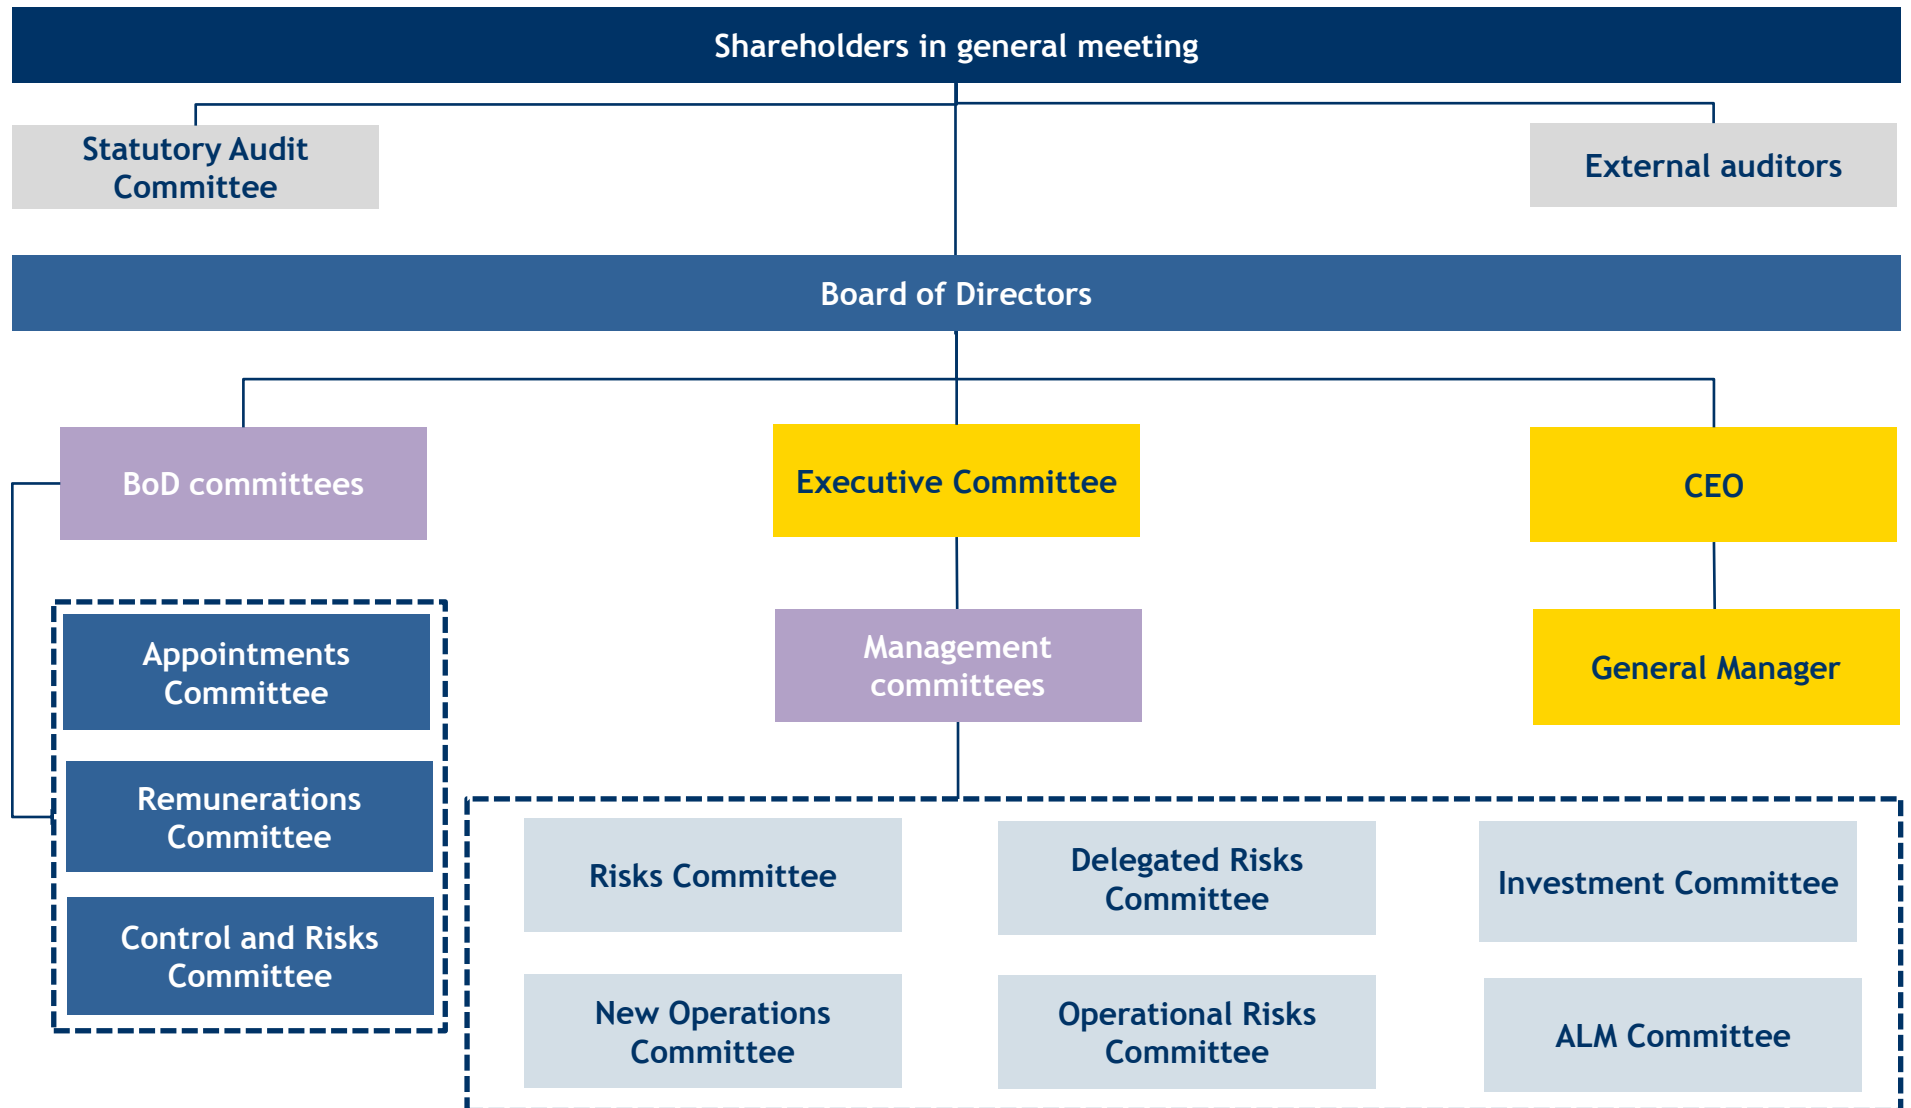 Shareholders in general meeting
Statutory Audit
Committee
External auditors
Board of Directors
BoD committees
Executive Committee
CEO
Appointments
Committee
Remunerations
Committee
Control and Risks
Committee
Management
committees
General Manager
Risks Committee
Delegated Risks
Committee
Investment Committee
New Operations
Committee
Operational Risks
Committee
ALM Committee